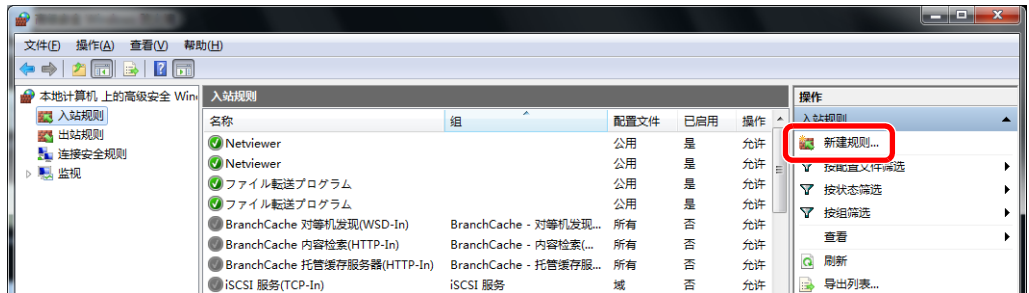 文件(F) 操作(A) 查看(V) 帮助(H)
本地计算机 上的高级安全 Win
入站规则
出站规则
连接安全规则
监视
入站规则
名称 组 配置文件 已启用 操作
Netviewer 公用 是 允许
Netviewer 公用 是 允许
ファイル転送プログラム 公用 是 允许
ファイル転送プログラム 公用 是 允许
BranchCache 对等机发现(WSD-In) BranchCache - 对等机发现... 所有 否 允许
BranchCache 内容检索(HTTP-In) BranchCache - 内容检索(... 所有 否 允许
BranchCache 托管缓存服务器(HTTP-In) BranchCache - 托管缓存服... 所有 否 允许
iSCSI 服务(TCP-In) iSCSI 服务 域 否 允许
操作
入站规则
新建规则...
按配置文件筛选
按状态筛选
按组筛选
查看
刷新
导出列表...